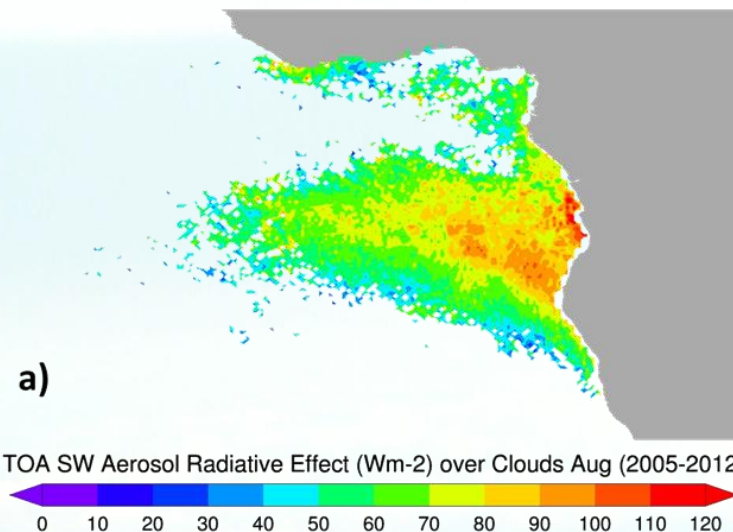 a)
TOA SW Aerosol Radiative Effect (Wm-2) over Clouds Aug (2005-2012
0 10 20 30 40 50 60 70 80 90 100 110 120